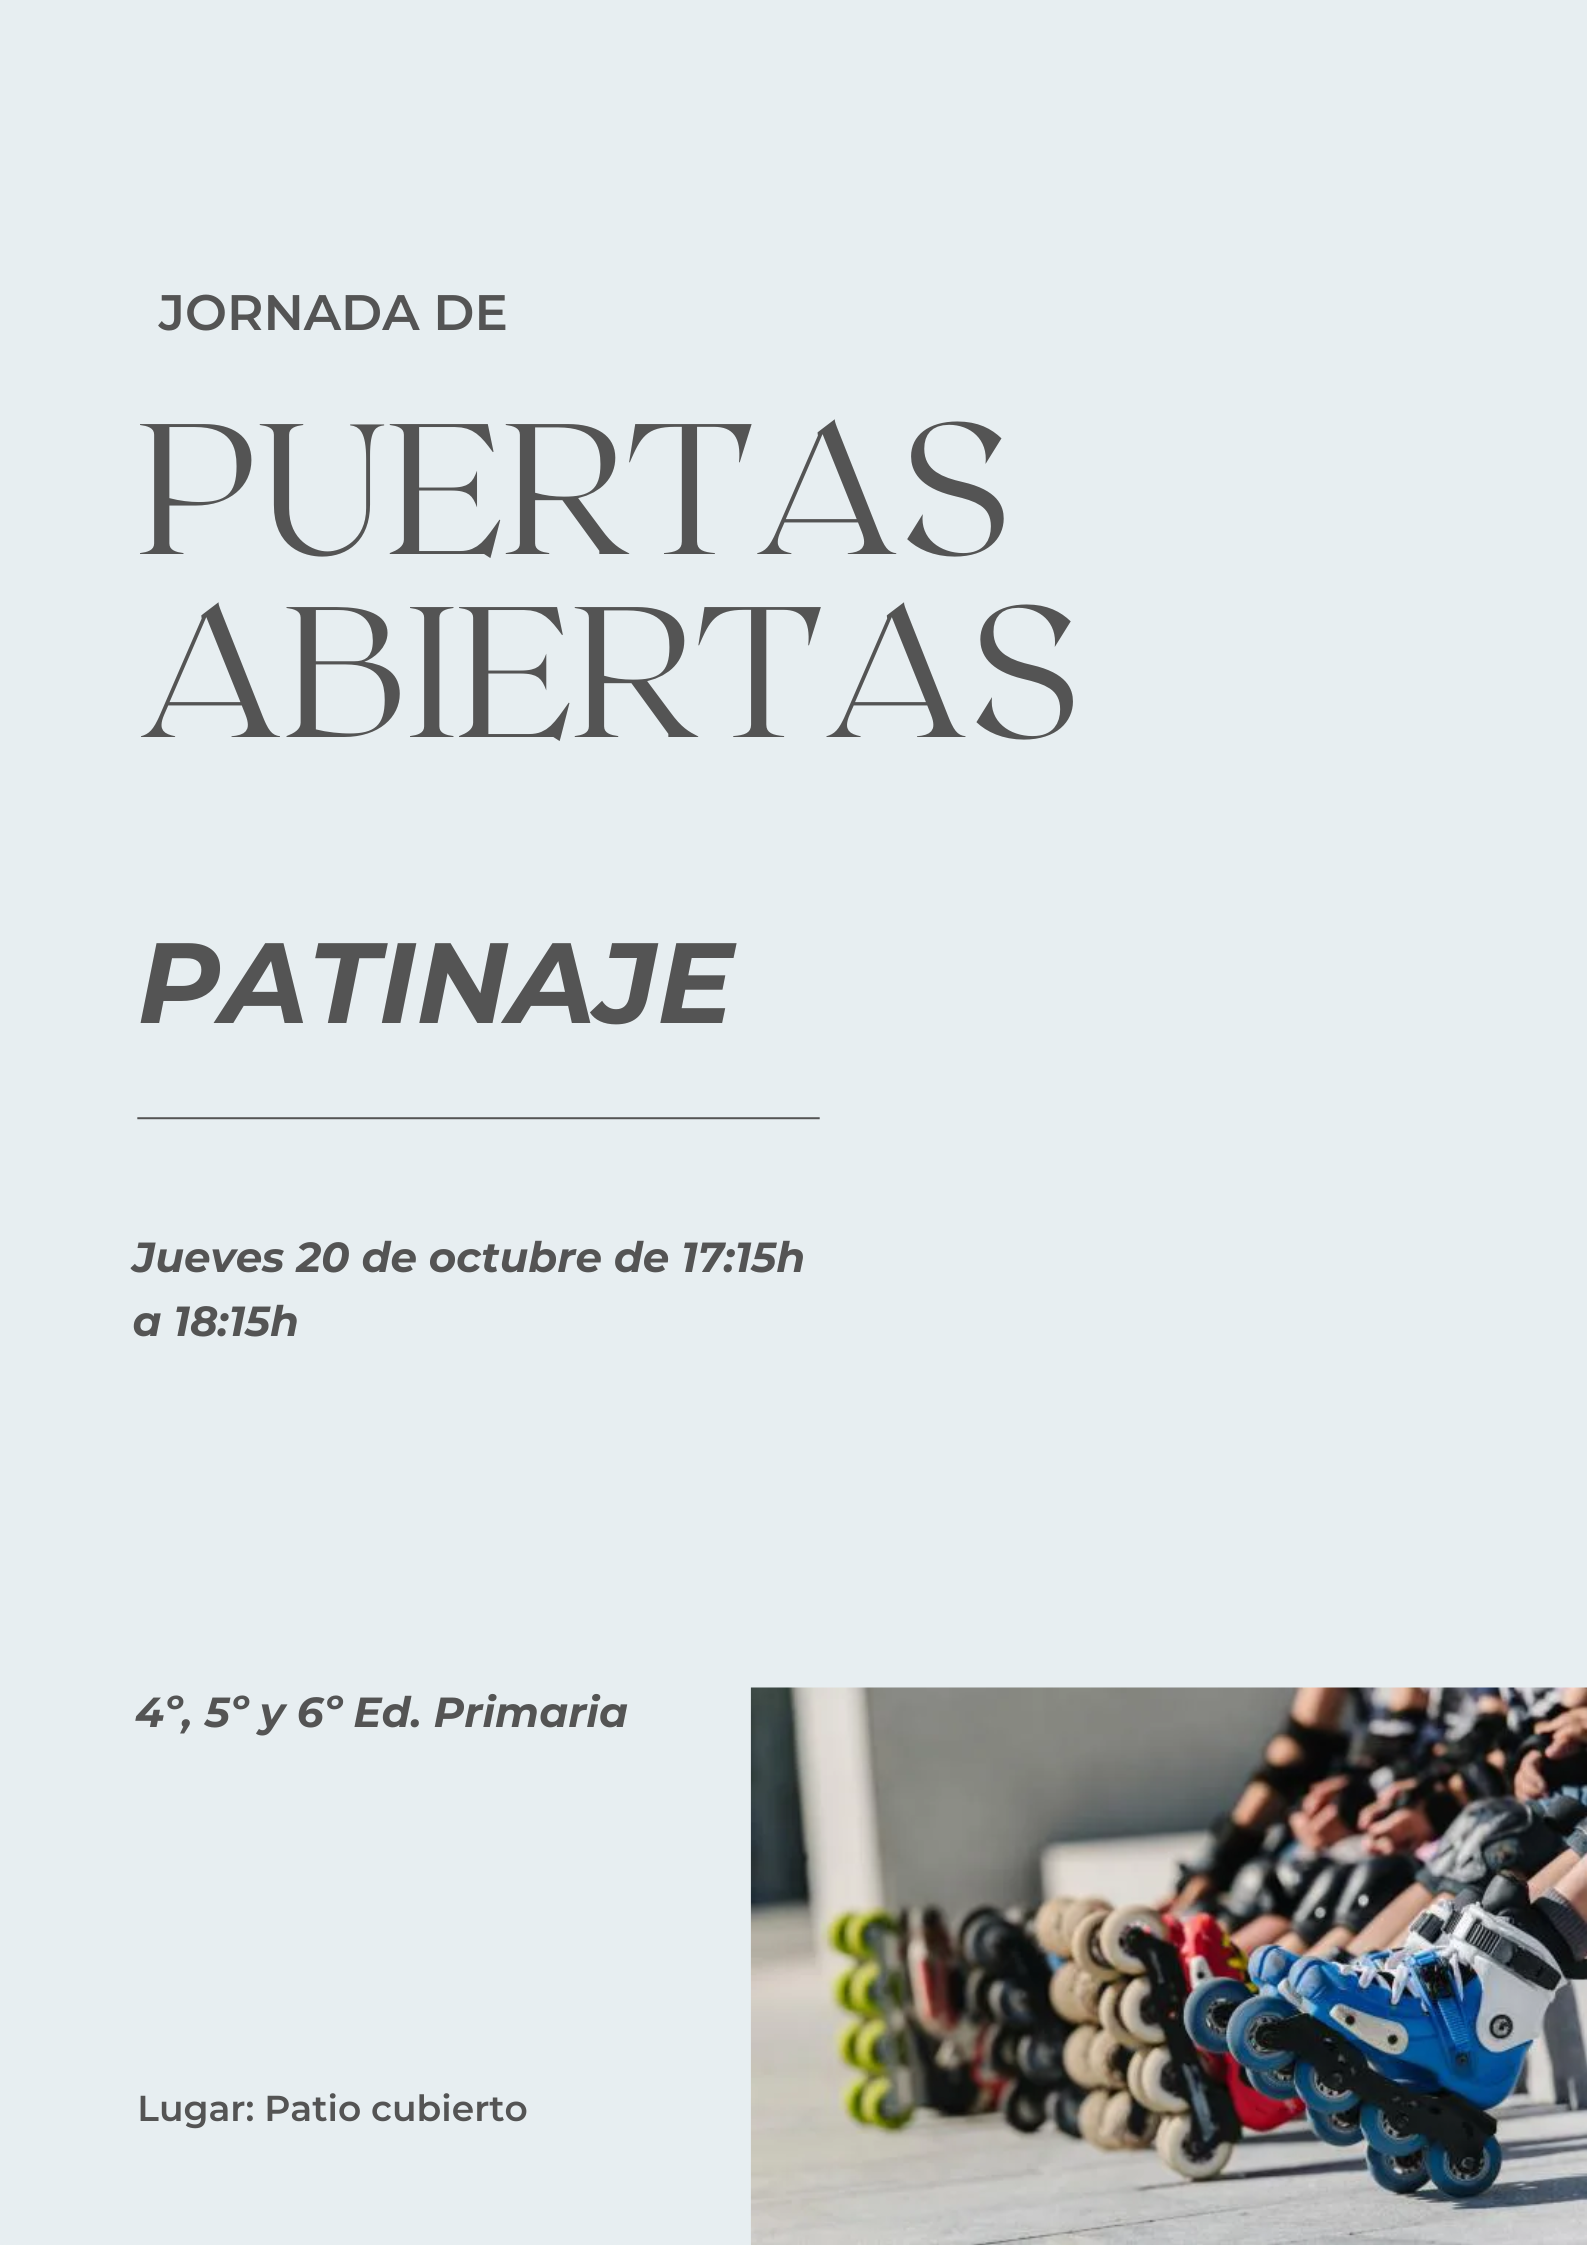 JORNADA DE
PUERTAS
ABIERTAS
PATINAJE
Jueves 20 de octubre de 17:15h
a 18:15h
4º, 5º y 6º Ed. Primaria
Lugar: Patio cubierto